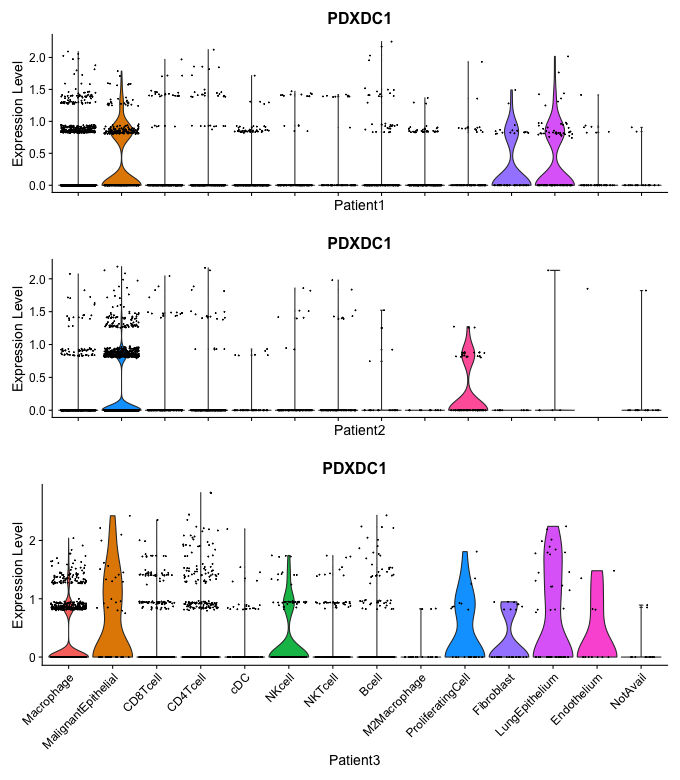 PDXDC1
Expression Level
2.0
1.5
1.0
0.5
0.0
Patient1
PDXDC1
Expression Level
2.0
1.5
1.0
0.5
0.0
Patient2
PDXDC1
Expression Level
2
1
0
Macrophage
MalignantEpithelial
CD8Tcell
CD4Tcell
cDC
NKcell
NKTcell
Bcell
M2Macrophage
ProliferatingCell
Fibroblast
LungEpithelium
Endothelium
NotAvail
Patient3